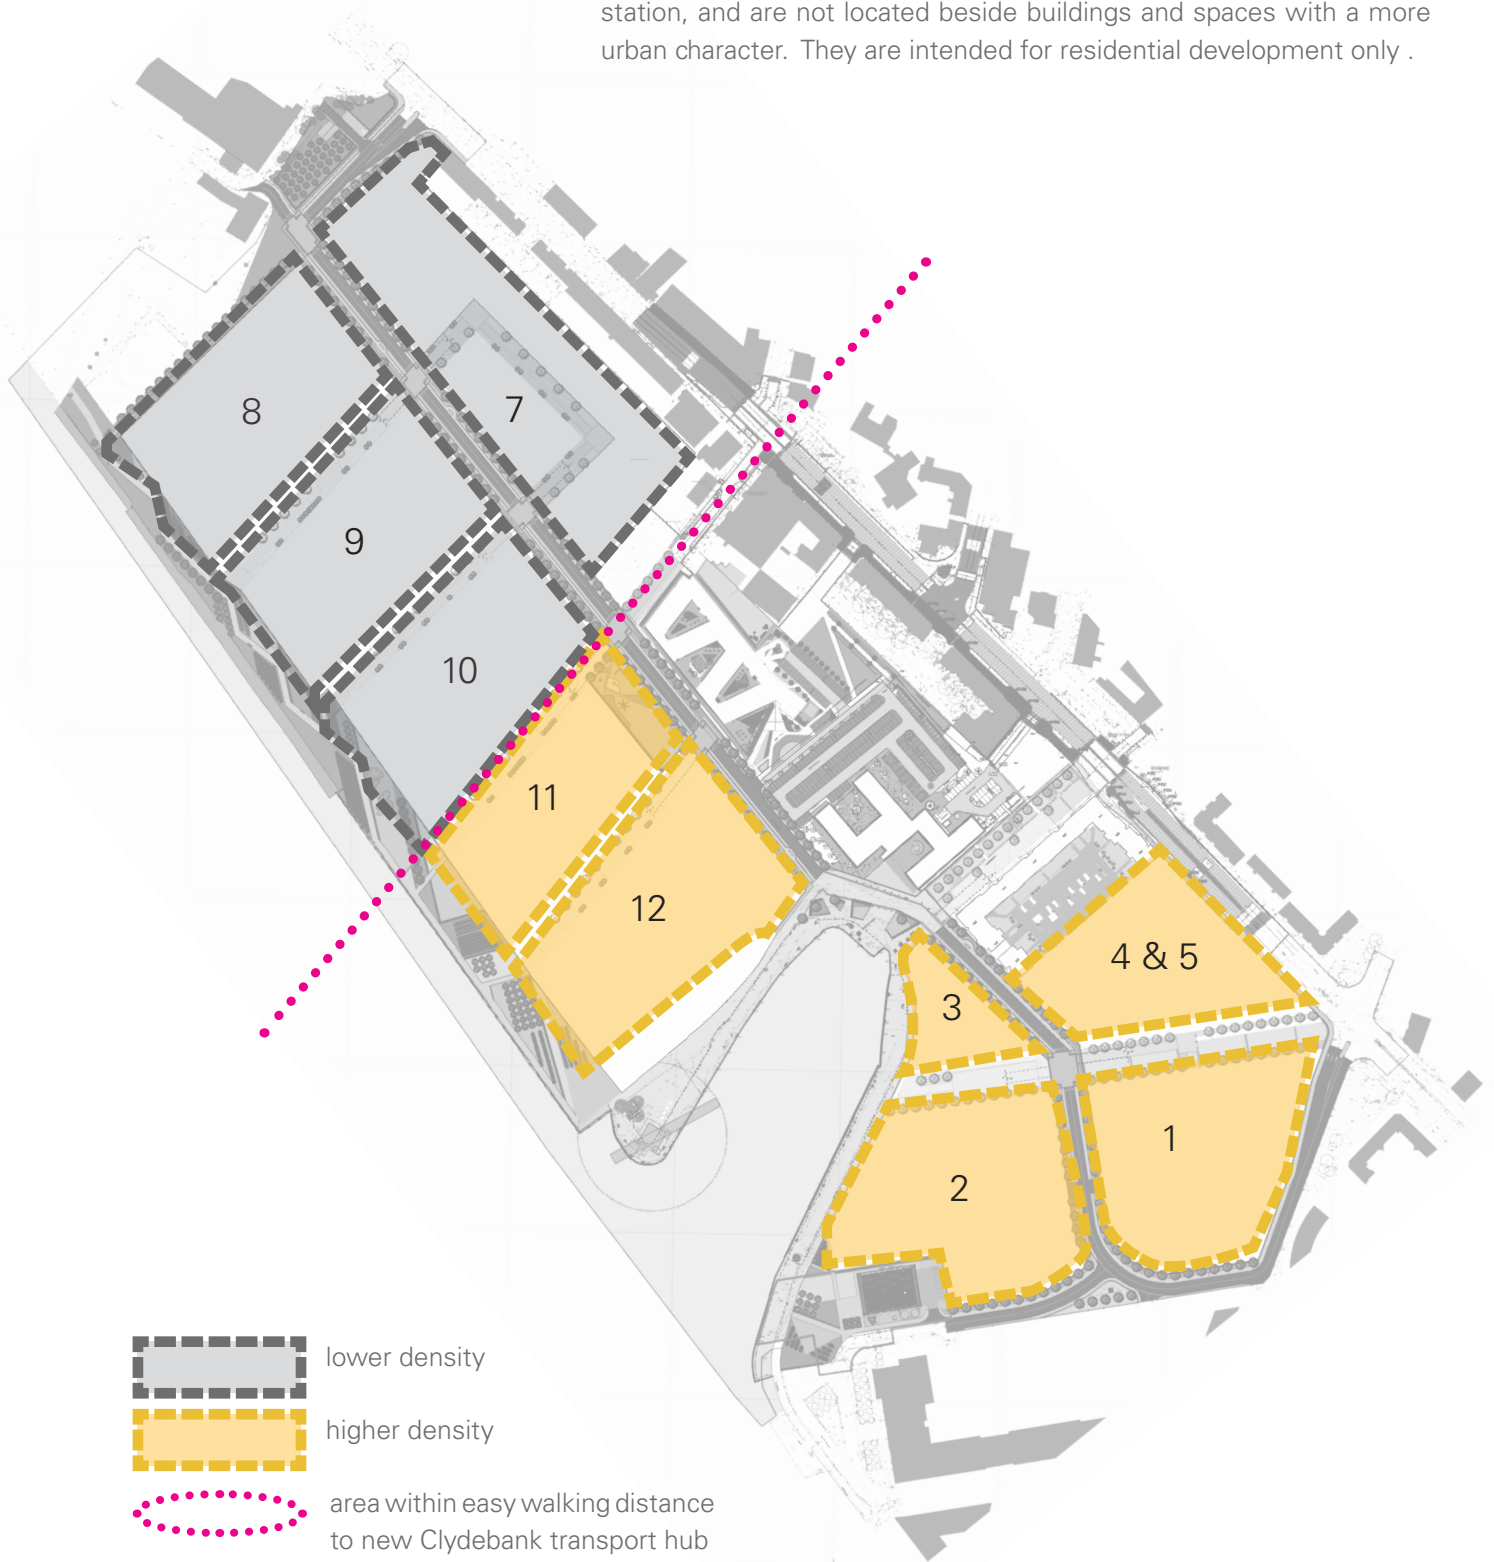 station, and are not located beside buildings and spaces with a more
urban character. They are intended for residential development only .
7
8
9
10
11
12
4 & 5
3
1
2
lower density
higher density
area within easy walking distance
to new Clydebank transport hub